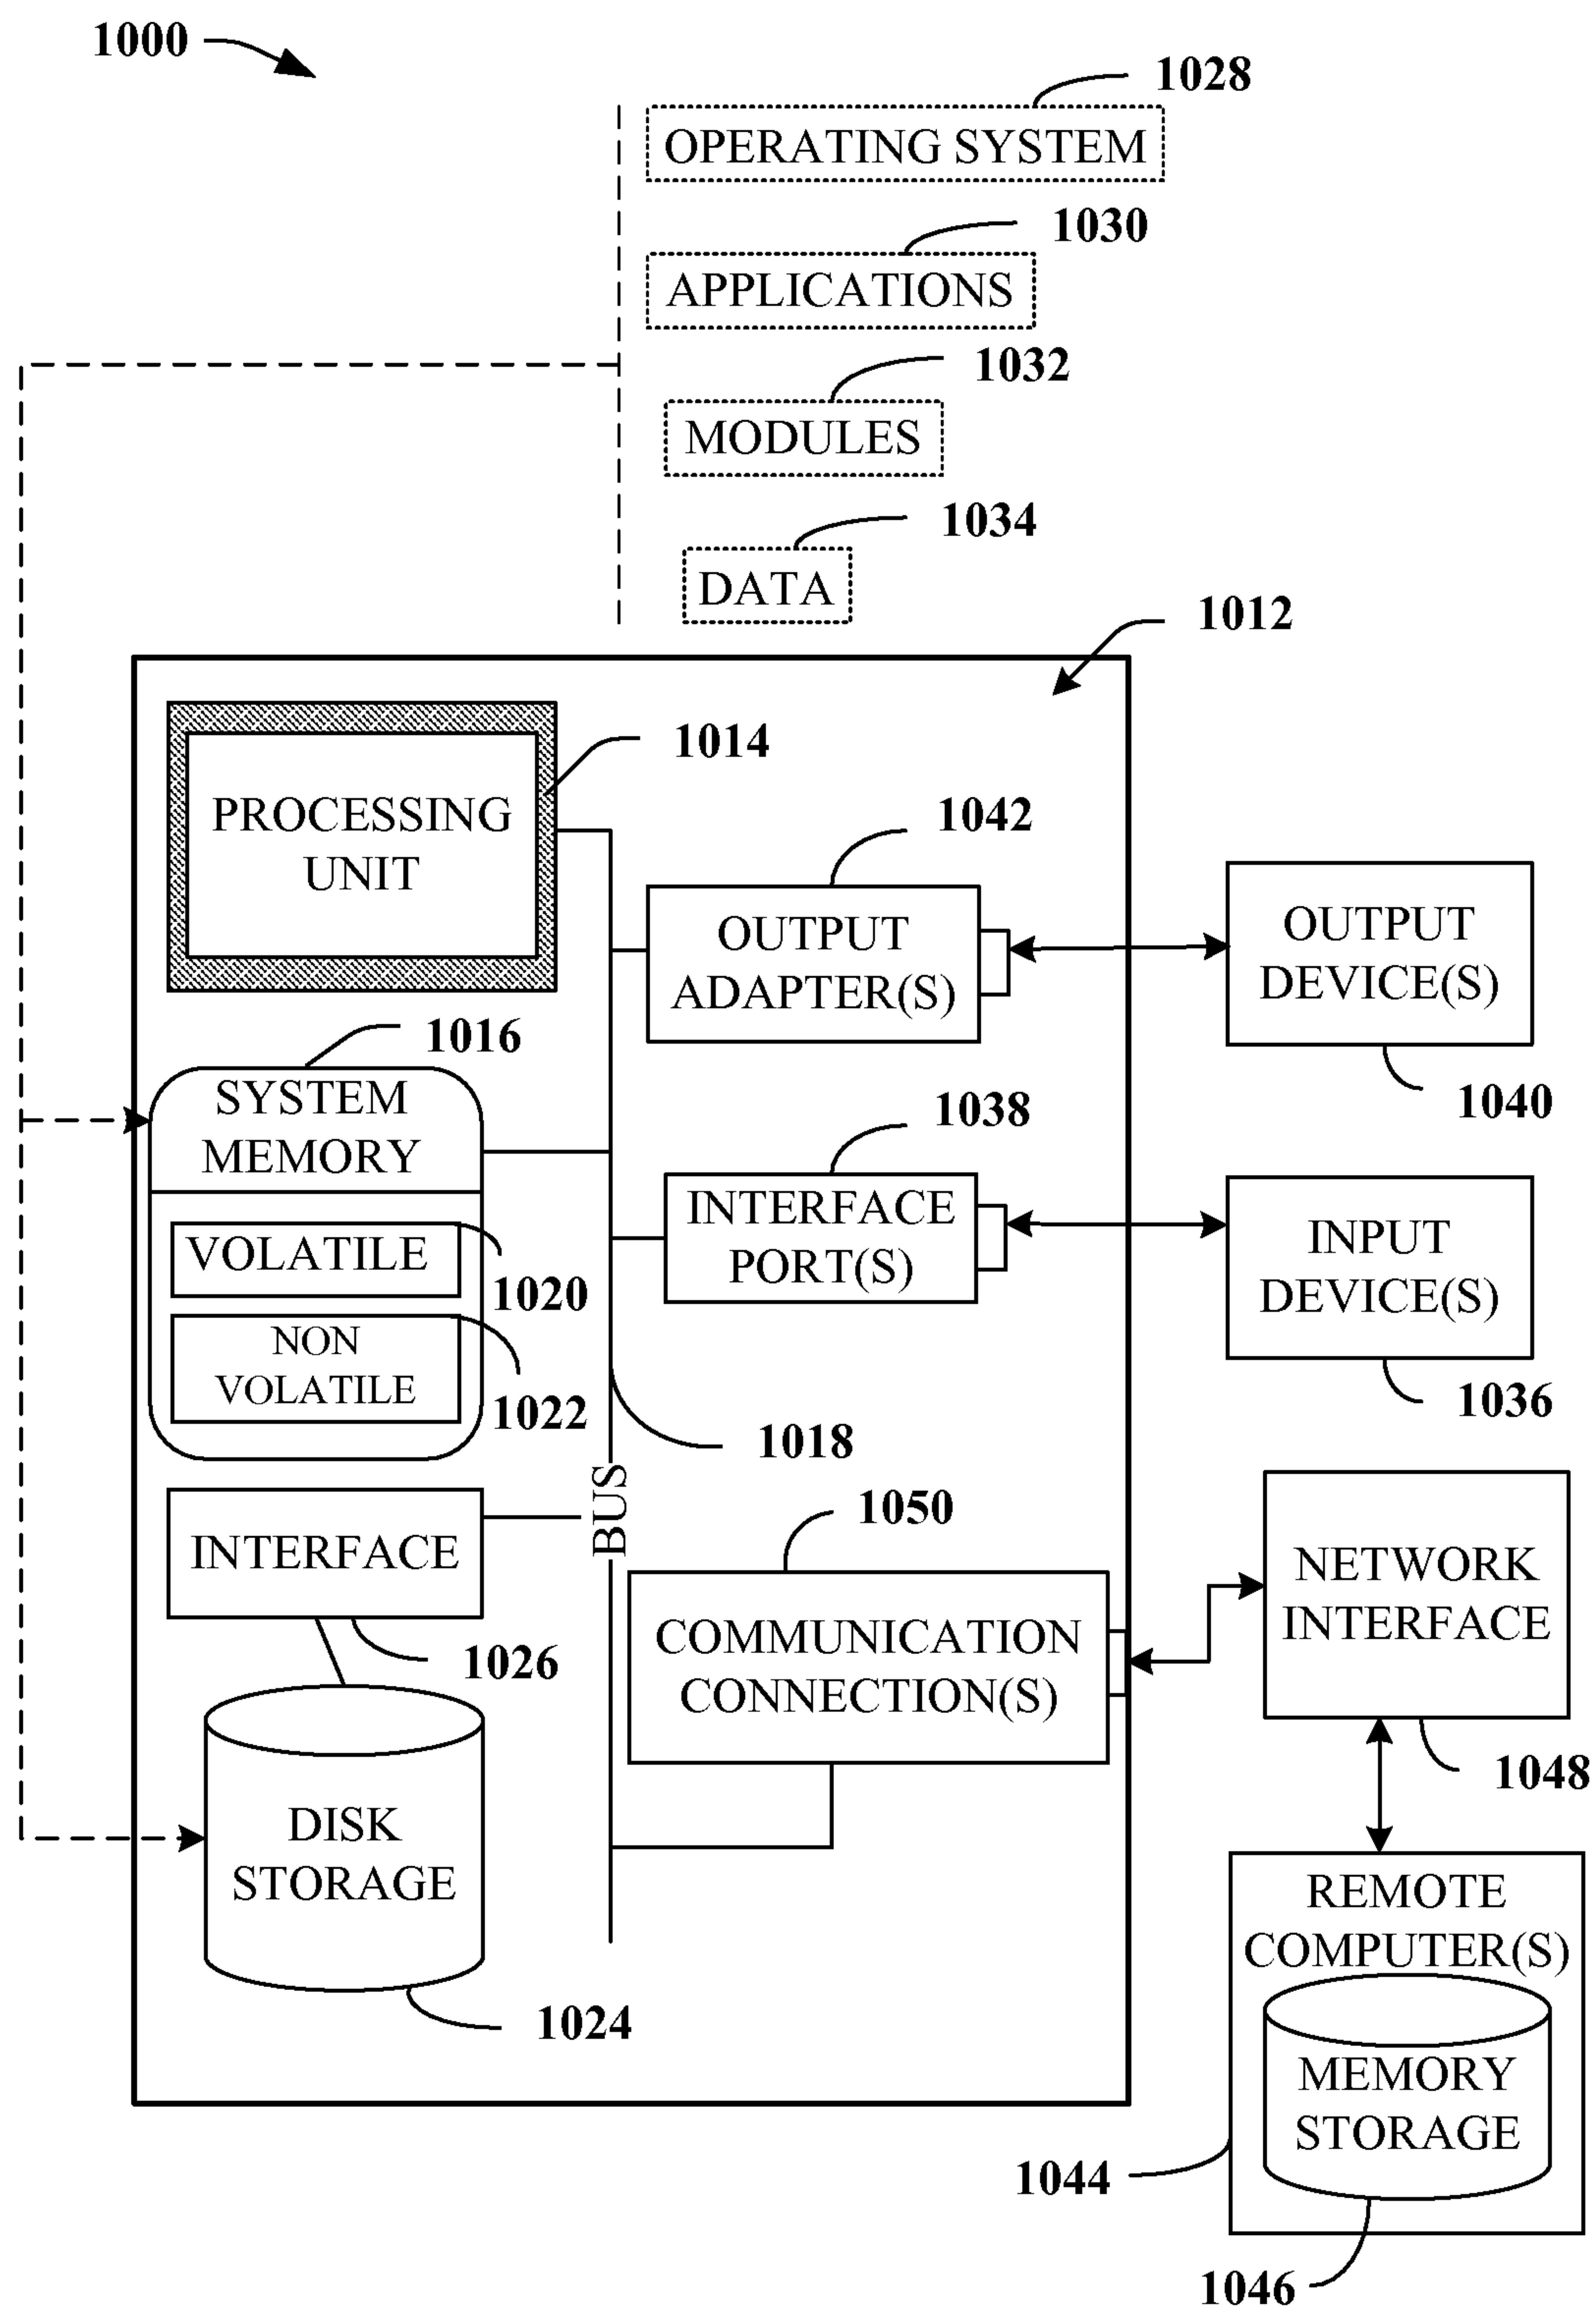 1000
1028
OPERATING SYSTEM
1030
APPLICATIONS
1032
MODULES
1034
DATA
1012
PROCESSING
UNIT
1014
1042
OUTPUT
ADAPTER(S)
OUTPUT
DEVICE(S)
1040
1016
SYSTEM
MEMORY
VOLATILE
1020
NON
VOLATILE
1022
1038
INTERFACE
PORT(S)
INPUT
DEVICE(S)
1036
1018
BUS
INTERFACE
1026
1050
COMMUNICATION
CONNECTION(S)
NETWORK
INTERFACE
1048
DISK
STORAGE
1024
REMOTE
COMPUTER(S)
MEMORY
STORAGE
1044
1046